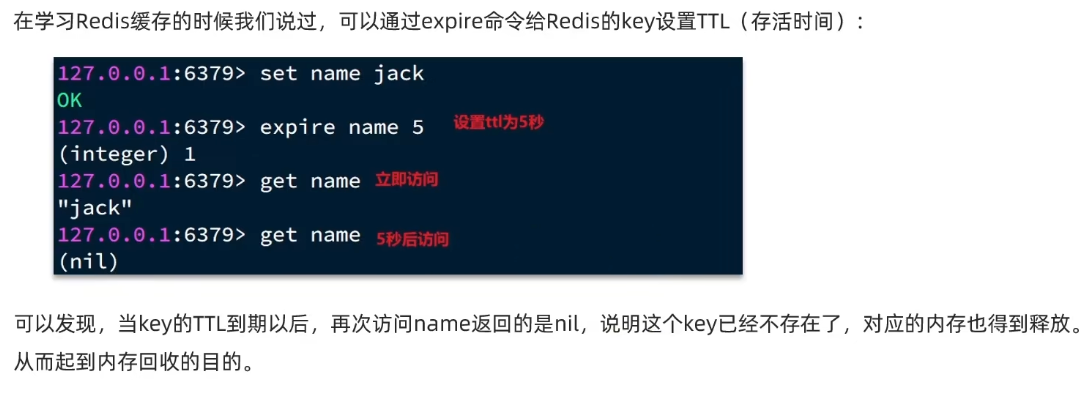 在学习Redis缓存的时候我们说过，可以通过expire命令给Redis的key设置TTL（存活时间）：
127.0.0.1:6379> set name jack
OK
127.0.0.1:6379> expire name 5 设置ttl为5秒
(integer) 1
127.0.0.1:6379> get name 立即访问
"jack"
127.0.0.1:6379> get name 5秒后访问
(nil)
可以发现，当key的TTL到期以后，再次访问name返回的是nil，说明这个key已经不存在了，对应的内存也得到释放。
从而起到内存回收的目的。